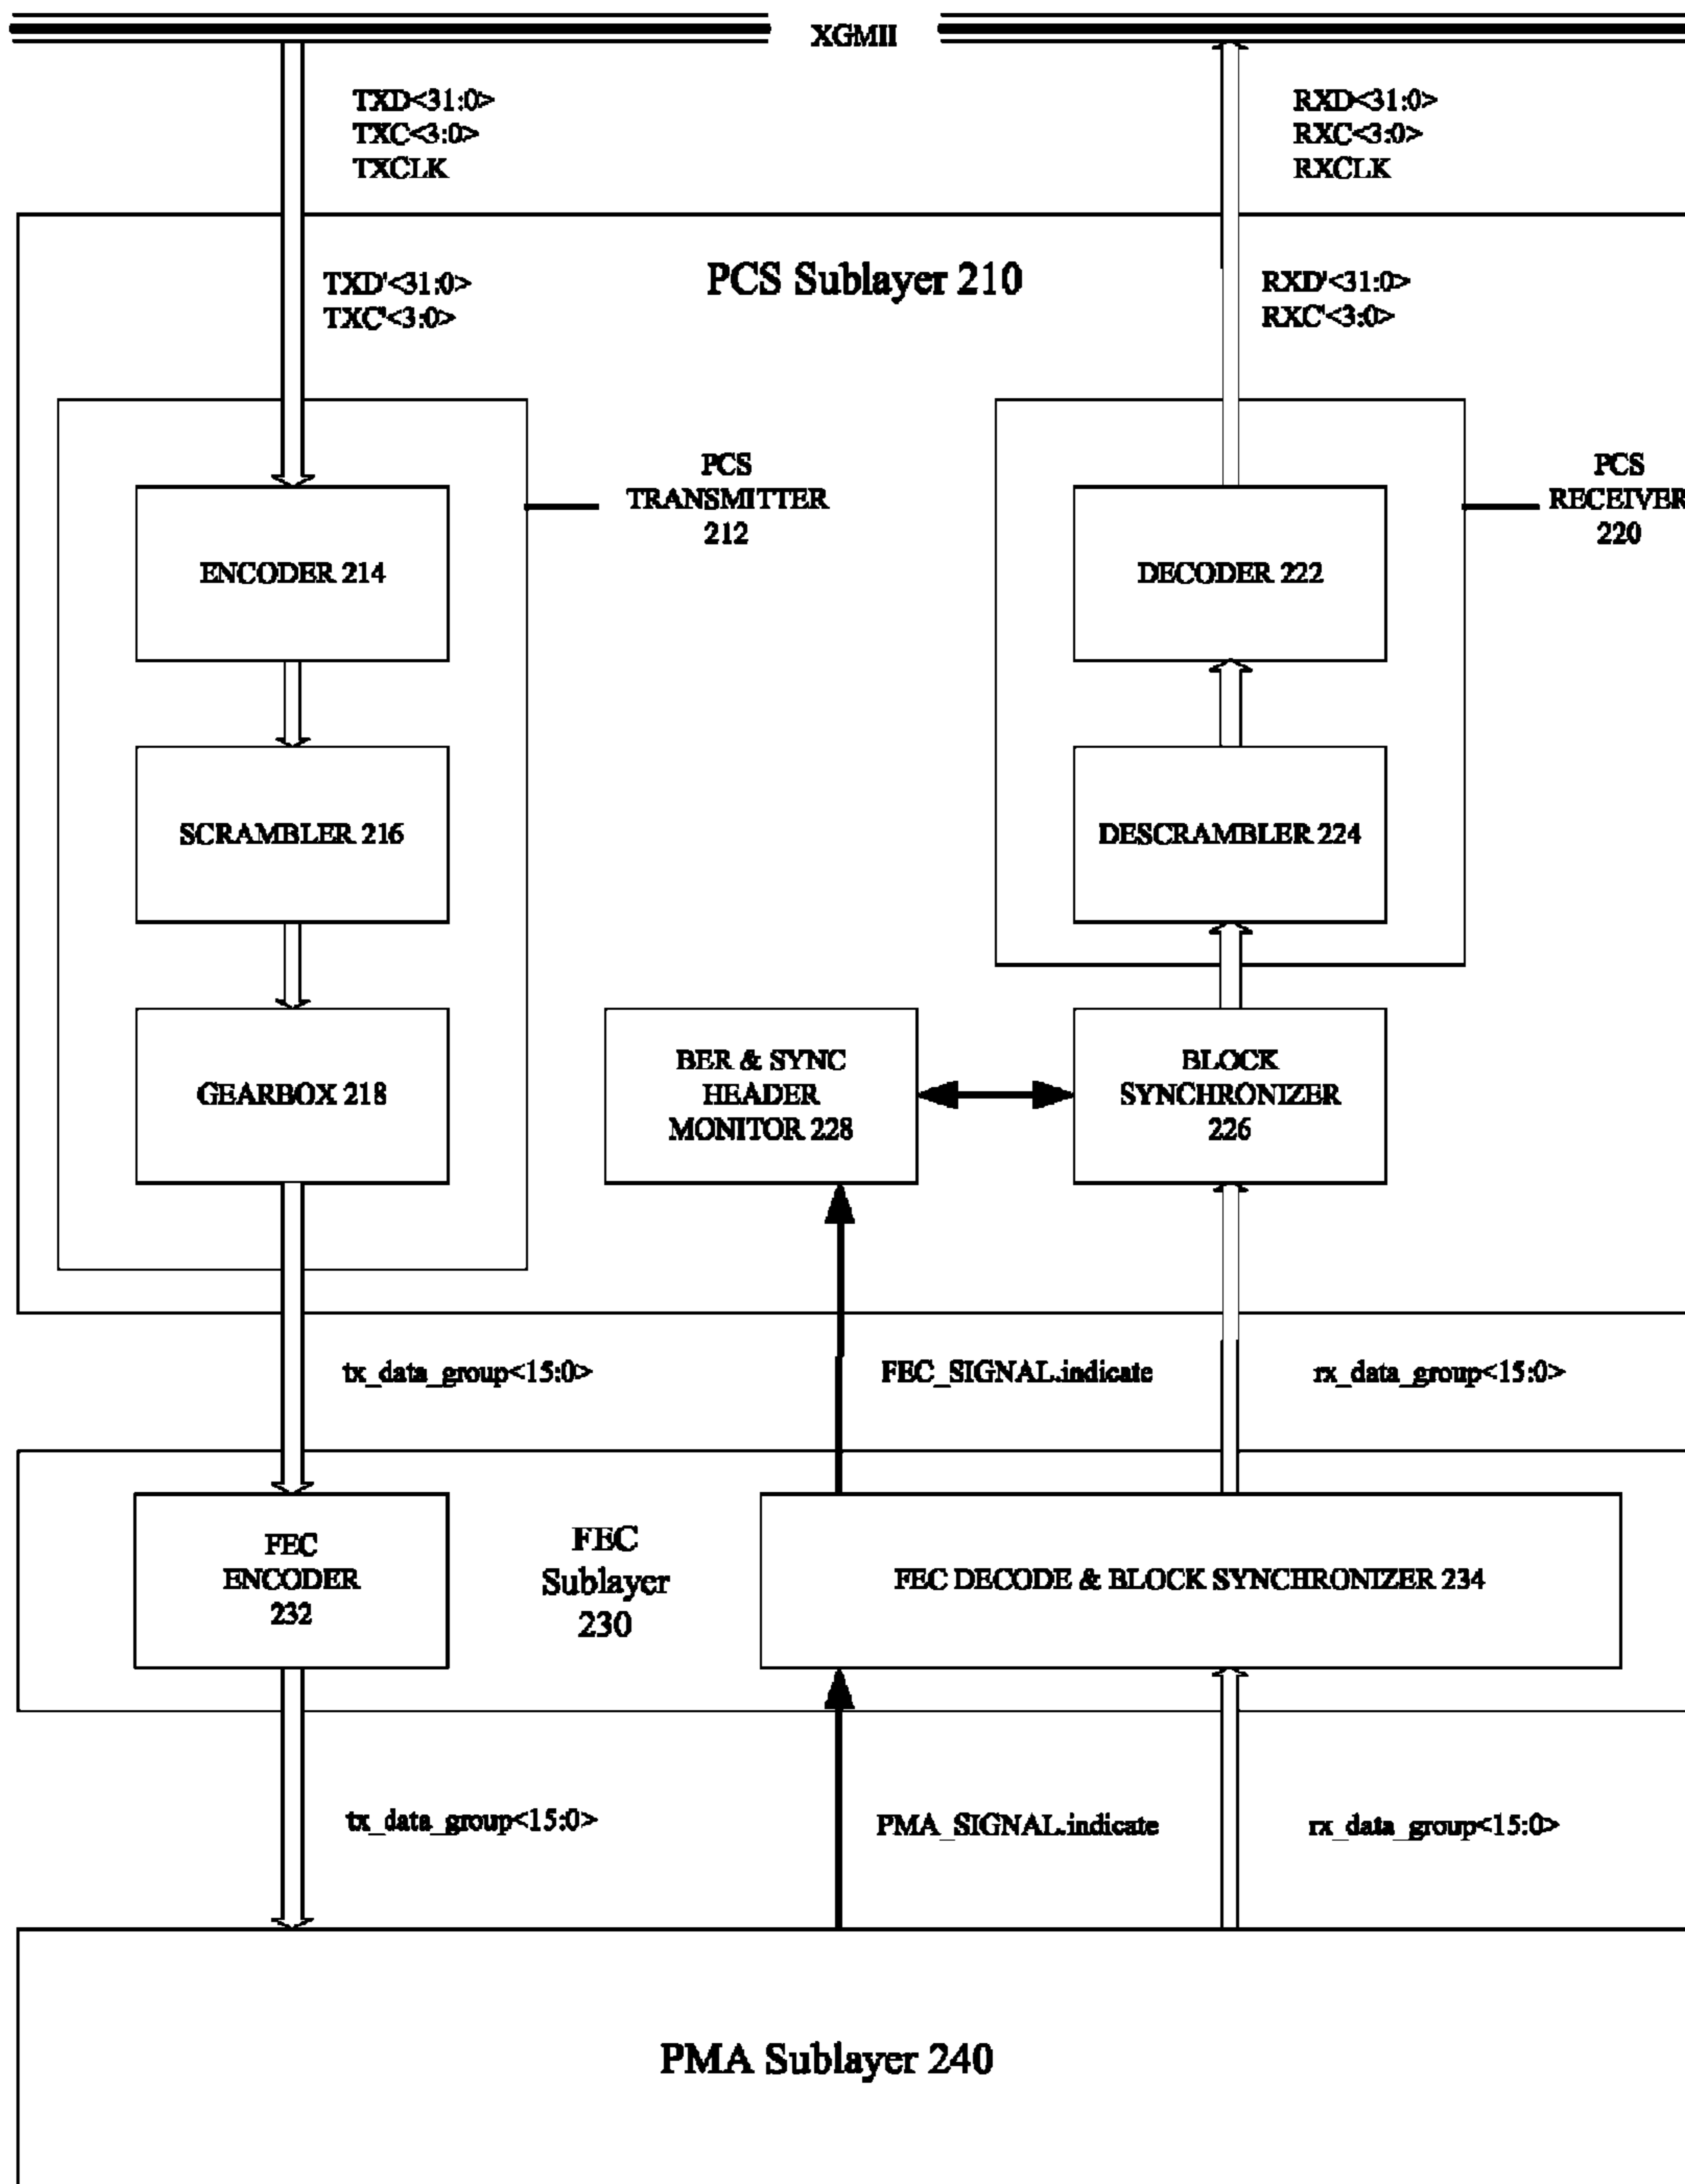 XGMII
TXD<31:0>
TXC<3:0>
TXCLK
RXD<31:0>
RXC<3:0>
RXCLK
PCS Sublayer 210
TXD'<31:0>
TXC'<3:0>
RXD'<31:0>
RXC'<3:0>
PCS
TRANSMITTER
212
PCS
RECEIVER
220
ENCODER 214
DECODER 222
SCRAMBLER 216
DESCRAMBLER 224
GEARBOX 218
BER & SYNC
HEADER
MONITOR 228
BLOCK
SYNCHRONIZER
226
tx_data_group<15:0>
FEC_SIGNAL.indicate
rx_data_group<15:0>
FEC
ENCODER
232
FEC
Sublayer
230
FEC DECODE & BLOCK SYNCHRONIZER 234
tx_data_group<15:0>
PMA_SIGNAL.indicate
rx_data_group<15:0>
PMA Sublayer 240